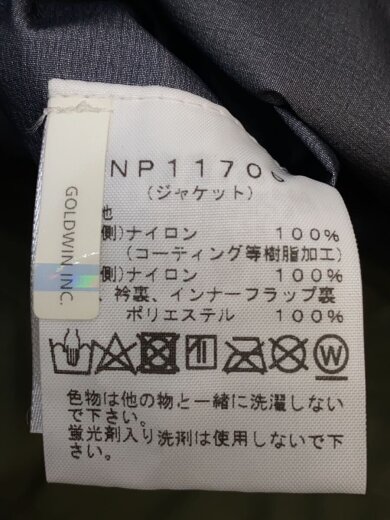 GOLDWIN INC.
NP1170
(ジャケット)
他
側)ナイロン 100%
(コーティング等樹脂加工)
側)ナイロン 100%
、衿裏、インナーフラップ裏
ポリエステル 100%
W
色物は他の物と一緒に洗濯しない
で下さい。
蛍光剤入り洗剤は使用しないで下
さい。